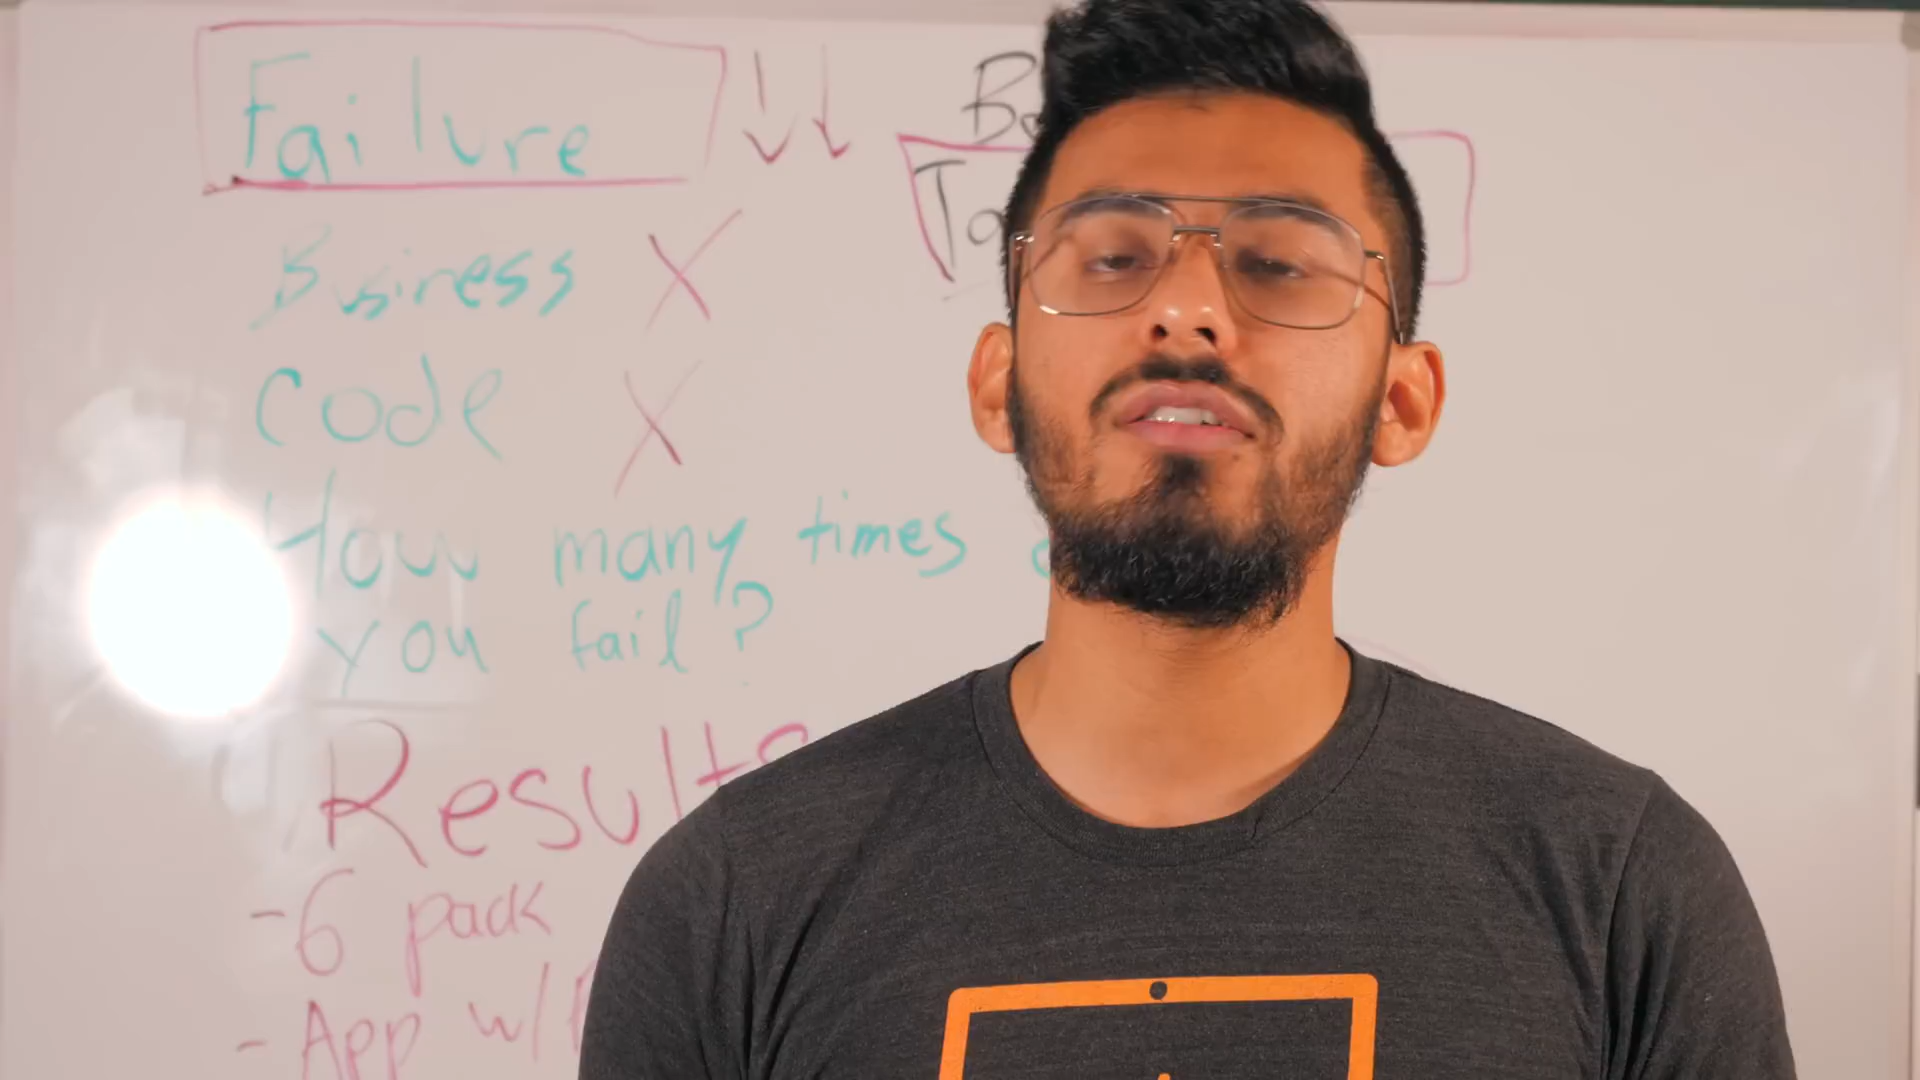 Failure
Business X
Code X
How many times
you fail?
Results
- 6 pack
- App w/